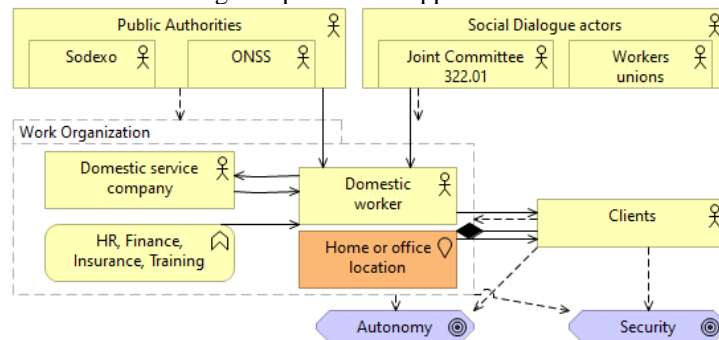 Public Authorities
Social Dialogue actors
Sodexo
ONSS
Joint Committee
322.01
Workers
unions
Work Organization
Domestic service
company
Domestic
worker
Clients
HR, Finance,
Insurance, Training
Home or office
location
Autonomy
Security